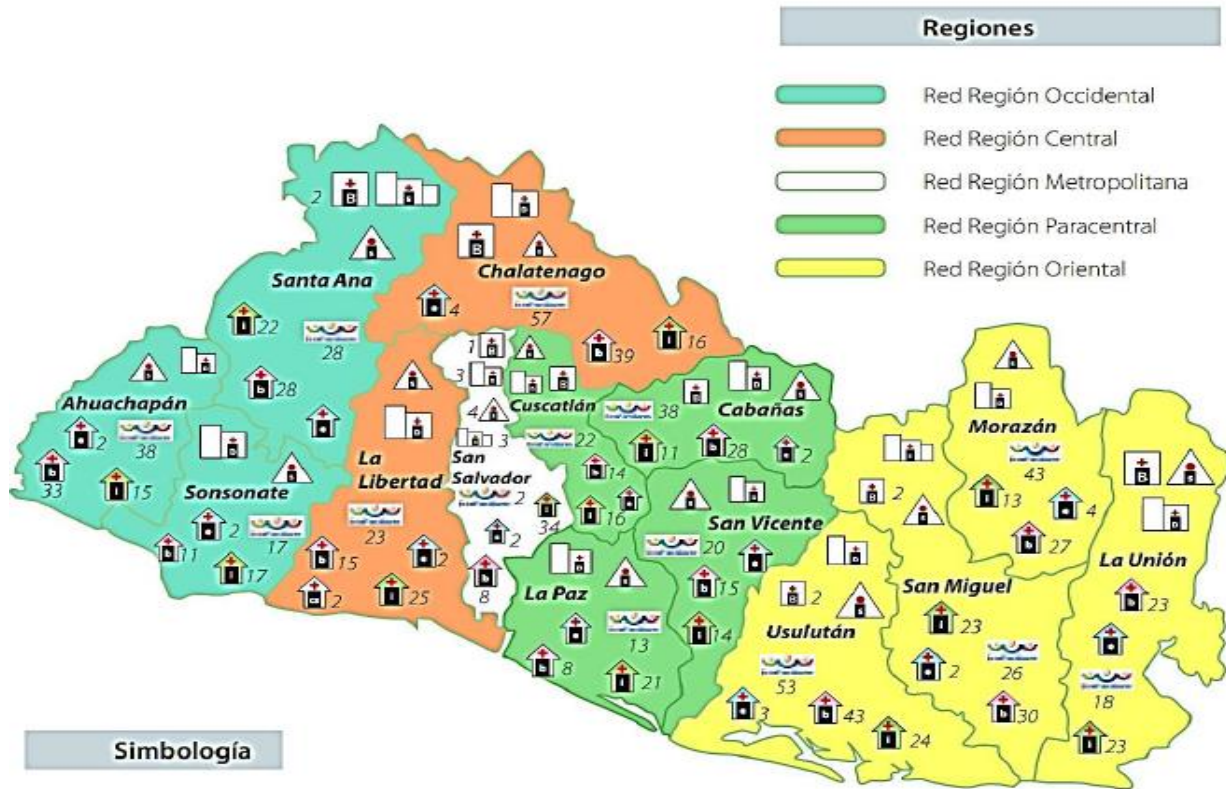 Regiones
Red Región Occidental
Red Región Central
Red Región Metropolitana
Red Región Paracentral
Red Región Oriental
2 B
s
Santa Ana
22
28
28
B
Chalatenago
4
57
39
16
Ahuachapán
2
38
33
15
Sonsonate
2
17
11
17
La
Libertad
23
15
2
2
25
1
3
4
3
San
Salvador
2
34
2
8
B
Cuscatlán
22
14
16
38
Cabañas
11
28
2
San Vicente
20
15
14
La Paz
13
8
21
B 2
Usulután
53
3
43
24
B 2
San Miguel
23
2
26
30
Morazán
43
13
4
27
B
La Unión
23
18
23
Simbología